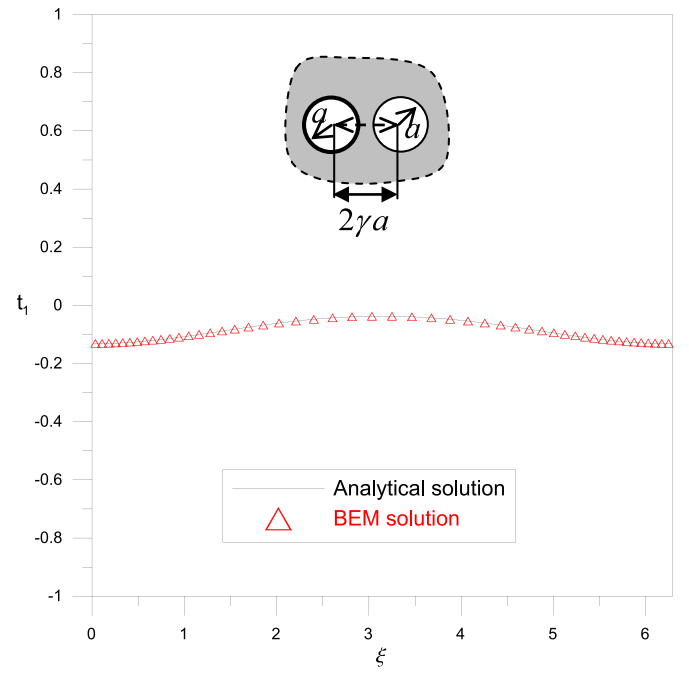 1
0.8
0.6
0.4
0.2
0
-0.2
-0.4
-0.6
-0.8
-1
t1
a
a
2γa
Analytical solution
BEM solution
0 1 2 3 4 5 6
ξ